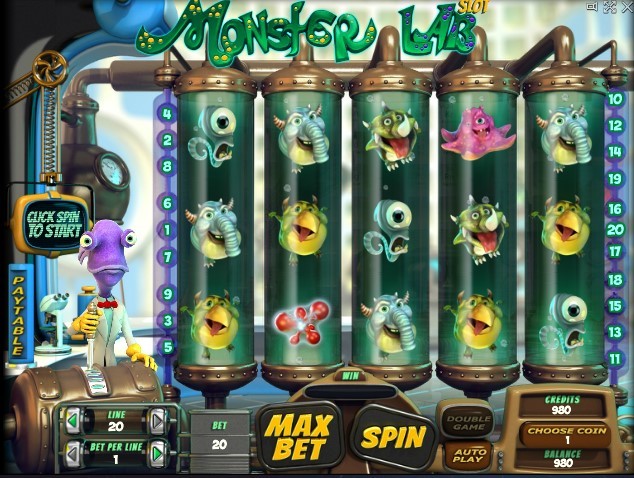 MONSTER LAB
SLOT
4
2
8
6
1
7
9
3
5
10
12
14
19
16
20
17
18
15
13
11
CLICK SPIN
TO START
PAYTABLE
WIN
LINE
20
BET PER LINE
1
BET
20
MAX
BET
SPIN
DOUBLE
GAME
AUTO
PLAY
CREDITS
980
CHOOSE COIN
1
BALANCE
980